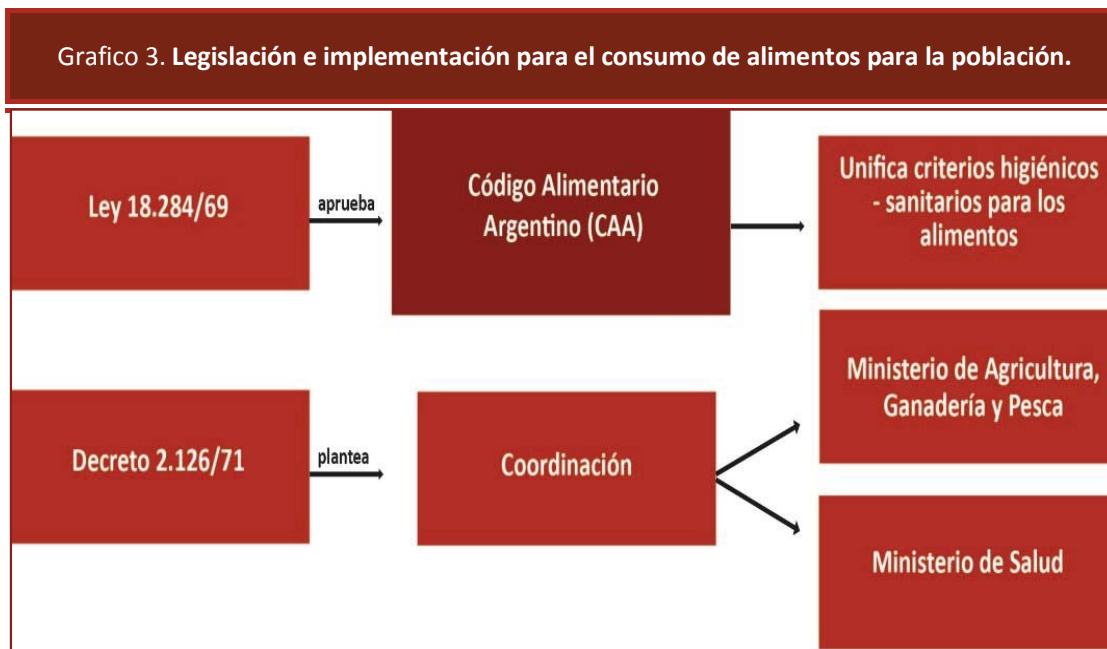 Grafico 3. Legislación e implementación para el consumo de alimentos para la población.
Ley 18.284/69
aprueba
Código Alimentario
Argentino (CAA)
Unifica criterios higiénicos
- sanitarios para los
alimentos
Decreto 2.126/71
plantea
Coordinación
Ministerio de Agricultura,
Ganadería y Pesca
Ministerio de Salud